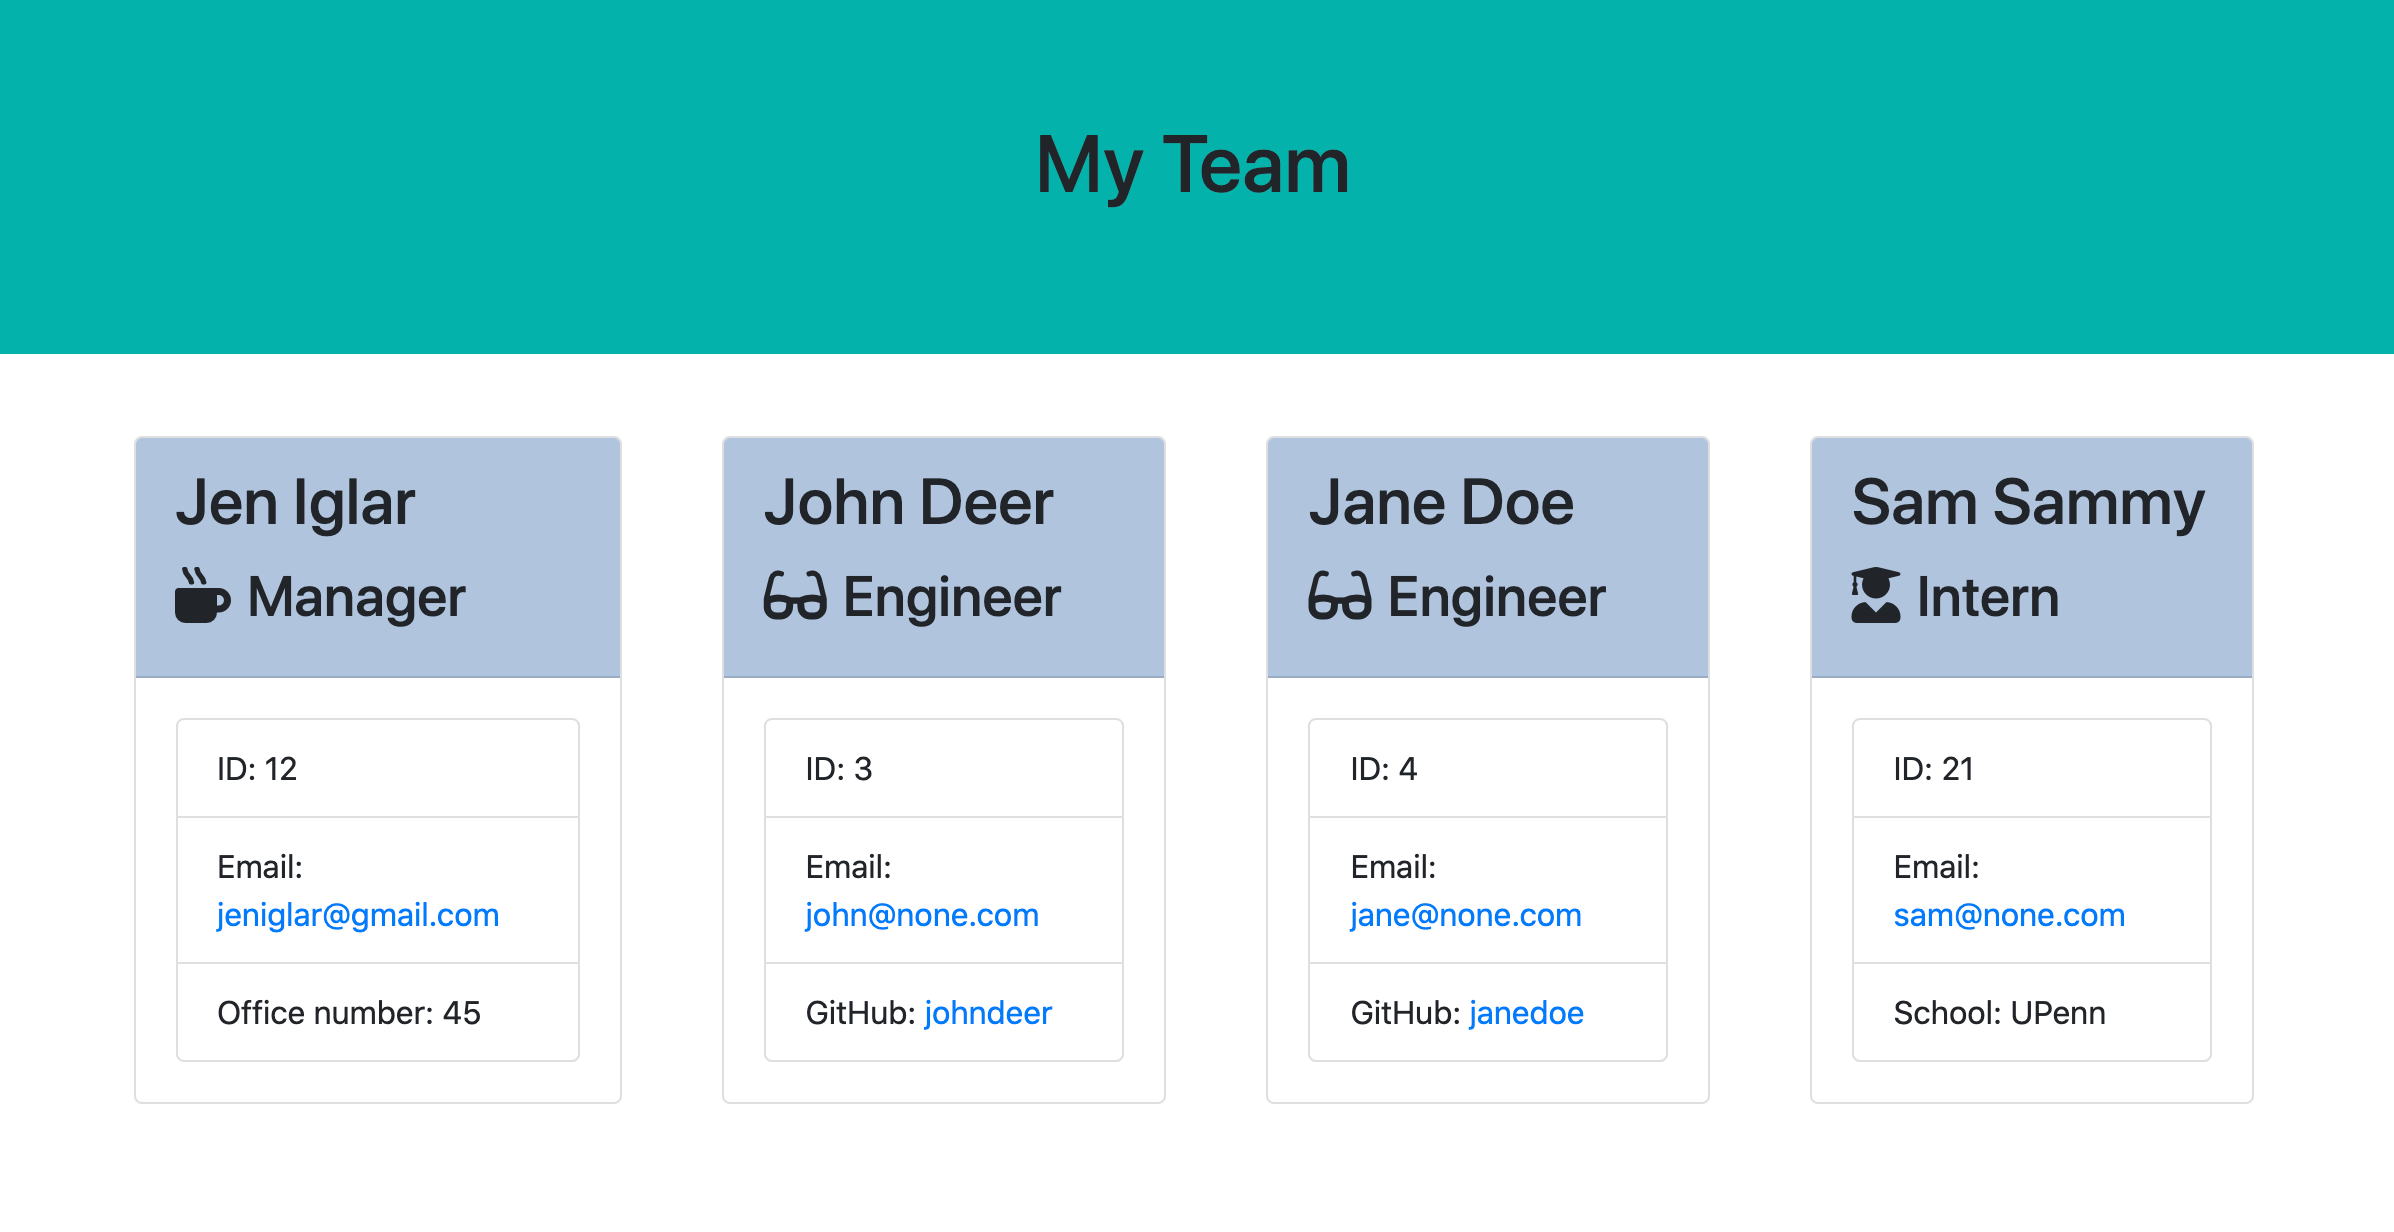 My Team
Jen Iglar
Manager
ID: 12
Email:
jeniglar@gmail.com
Office number: 45
John Deer
Engineer
ID: 3
Email:
john@none.com
GitHub: johndeer
Jane Doe
Engineer
ID: 4
Email:
jane@none.com
GitHub: janedoe
Sam Sammy
Intern
ID: 21
Email:
sam@none.com
School: UPenn